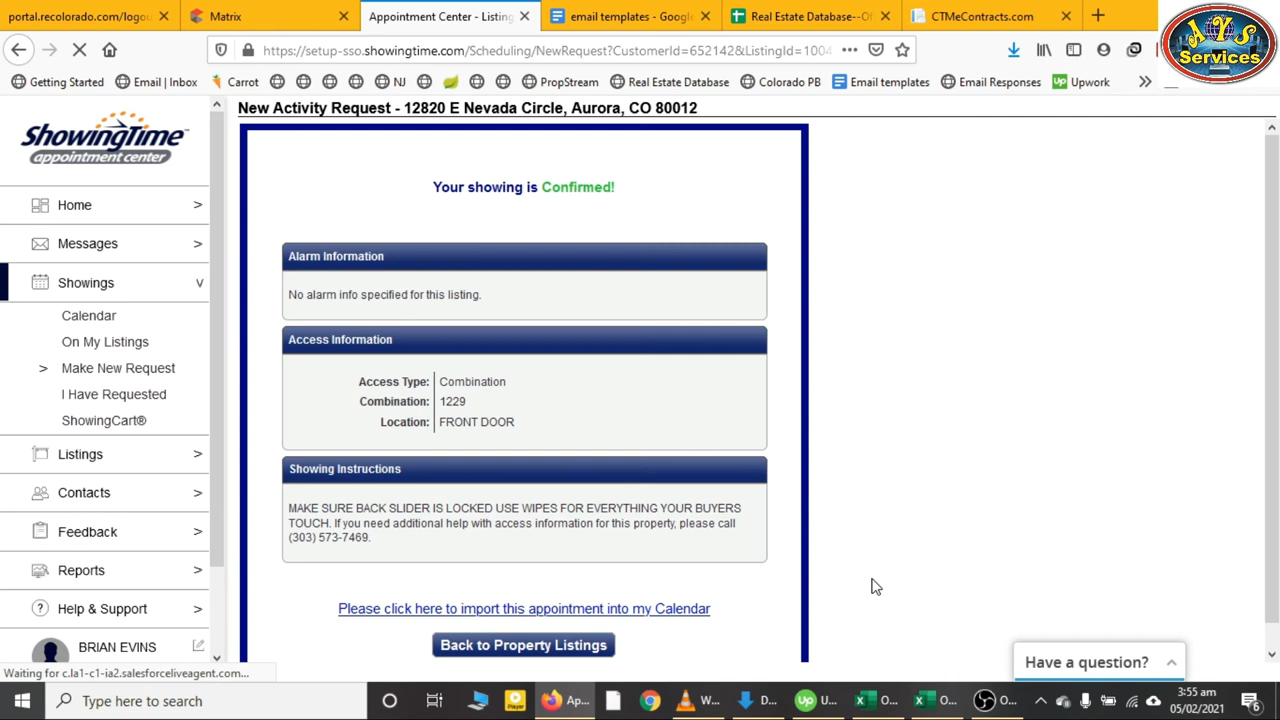 portal.recolorado.com/logou
Matrix
Appointment Center - Listing
email templates - Google
Real Estate Database--Of
CTMeContracts.com
https://setup-sso.showingtime.com/Scheduling/NewRequest?CustomerId=652142&ListingId=1004
AYS
Services
Getting Started
Email | Inbox
Carrot
NJ
PropStream
Real Estate Database
Colorado PB
Email templates
Email Responses
Upwork
ShowingTime
appointment center
New Activity Request - 12820 E Nevada Circle, Aurora, CO 80012
Your showing is Confirmed!
Home
Messages
Showings
Calendar
On My Listings
Make New Request
I Have Requested
ShowingCart®
Listings
Contacts
Feedback
Reports
Help & Support
BRIAN EVINS
Alarm Information
No alarm info specified for this listing.
Access Information
Access Type: Combination
Combination: 1229
Location: FRONT DOOR
Showing Instructions
MAKE SURE BACK SLIDER IS LOCKED USE WIPES FOR EVERYTHING YOUR BUYERS
TOUCH. If you need additional help with access information for this property, please call
(303) 573-7469.
Please click here to import this appointment into my Calendar
Back to Property Listings
Have a question?
Waiting for c.la1-c1-ia2.salesforceliveagent.com...
Type here to search
Ap...
W...
D...
U...
O...
O...
O...
3:55 am
05/02/2021
6